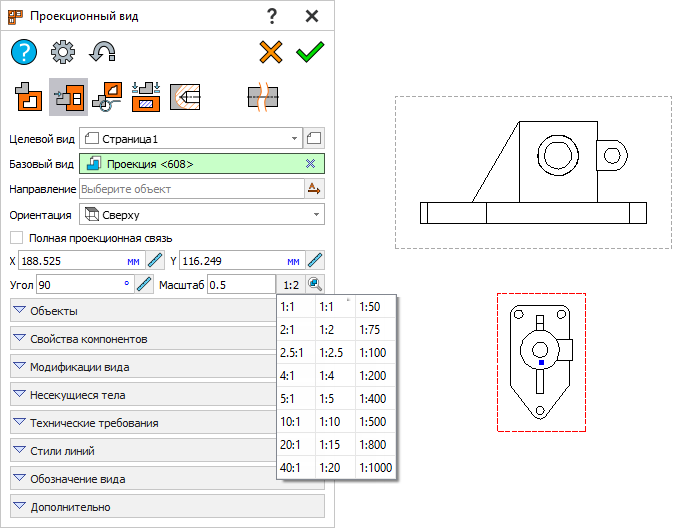 Проекционный вид ?
?
Целевой вид Страница1
Базовый вид Проекция <608>
Направление Выберите объект
Ориентация Сверху
Полная проекционная связь
X 188.525 мм Y 116.249 мм
Угол 90 ° Масштаб 0.5 1:2
Объекты
Свойства компонентов
Модификации вида
Несекущиеся тела
Технические требования
Стили линий
Обозначение вида
Дополнительно
1:1 1:1 1:50
2:1 1:2 1:75
2.5:1 1:2.5 1:100
4:1 1:4 1:200
5:1 1:5 1:400
10:1 1:10 1:500
20:1 1:15 1:800
40:1 1:20 1:1000